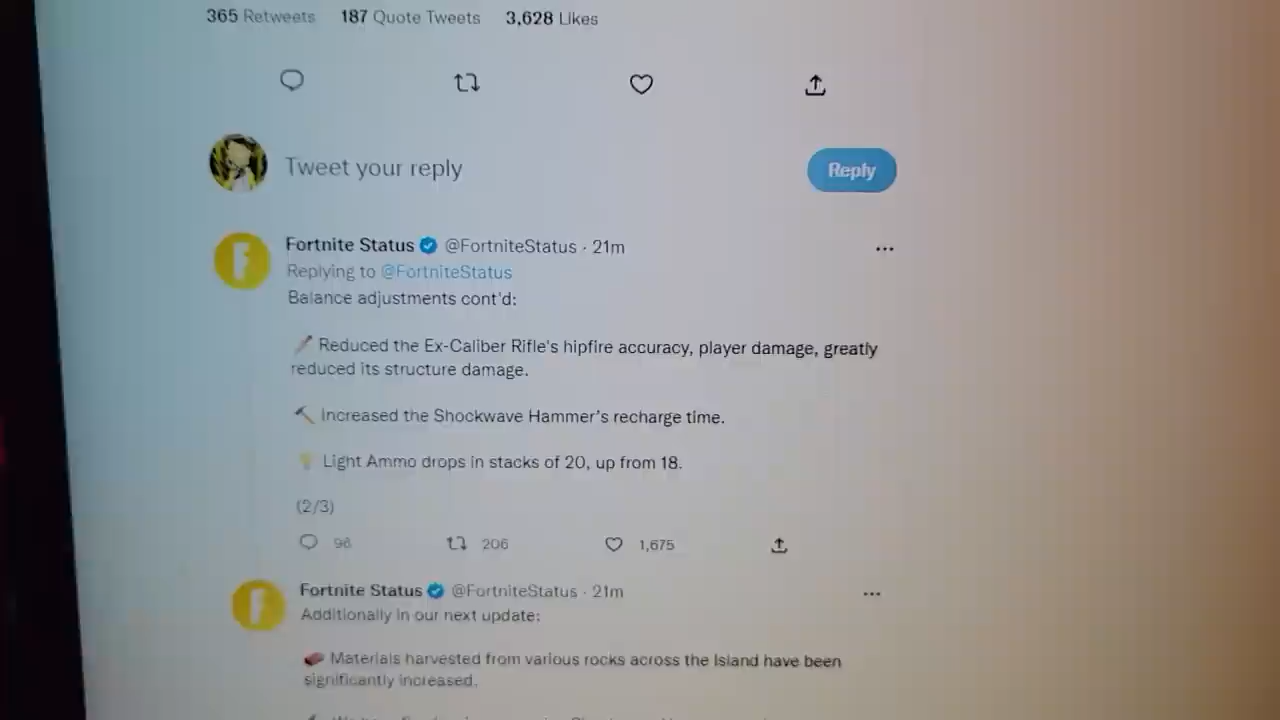 365 Retweets 187 Quote Tweets 3,628 Likes
Tweet your reply
Reply
Fortnite Status @FortniteStatus · 21m
Replying to @FortniteStatus
Balance adjustments cont'd:
Reduced the Ex-Caliber Rifle's hipfire accuracy, player damage, greatly
reduced its structure damage.
Increased the Shockwave Hammer's recharge time.
Light Ammo drops in stacks of 20, up from 18.
(2/3)
96 206 1,675
Fortnite Status @FortniteStatus · 21m
Additionally in our next update:
Materials harvested from various rocks across the Island have been
significantly increased.